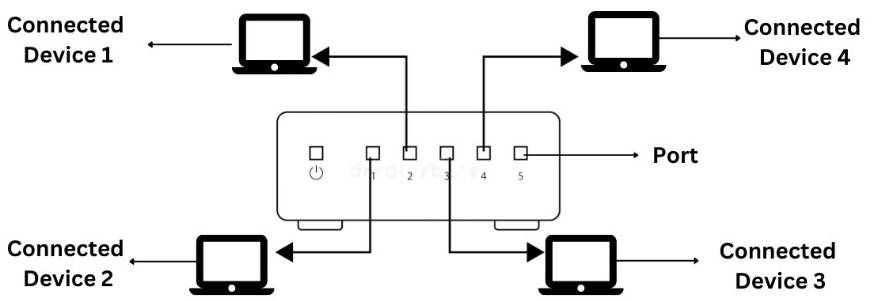 Connected
Device 1
Connected
Device 4
1 2 3 4 5
Port
Connected
Device 2
Connected
Device 3